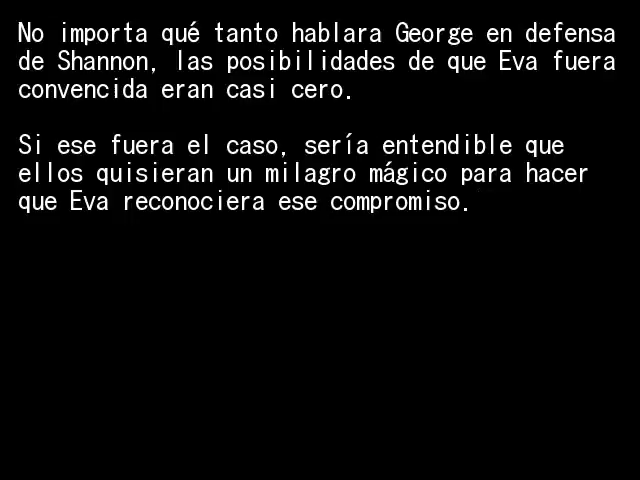 No importa qué tanto hablara George en defensa
de Shannon, las posibilidades de que Eva fuera
convencida eran casi cero.
Si ese fuera el caso, sería entendible que
ellos quisieran un milagro mágico para hacer
que Eva reconociera ese compromiso.